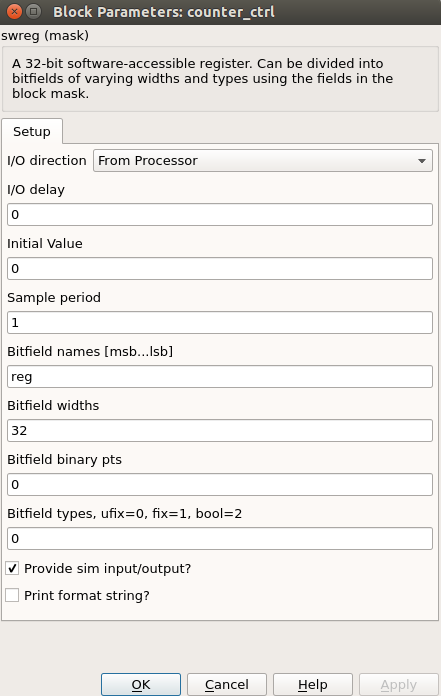 Block Parameters: counter_ctrl
swreg (mask)
A 32-bit software-accessible register. Can be divided into
bitfields of varying widths and types using the fields in the
block mask.
Setup
I/O direction From Processor
I/O delay
0
Initial Value
0
Sample period
1
Bitfield names [msb...lsb]
reg
Bitfield widths
32
Bitfield binary pts
0
Bitfield types, ufix=0, fix=1, bool=2
0
Provide sim input/output?
Print format string?
OK Cancel Help Apply